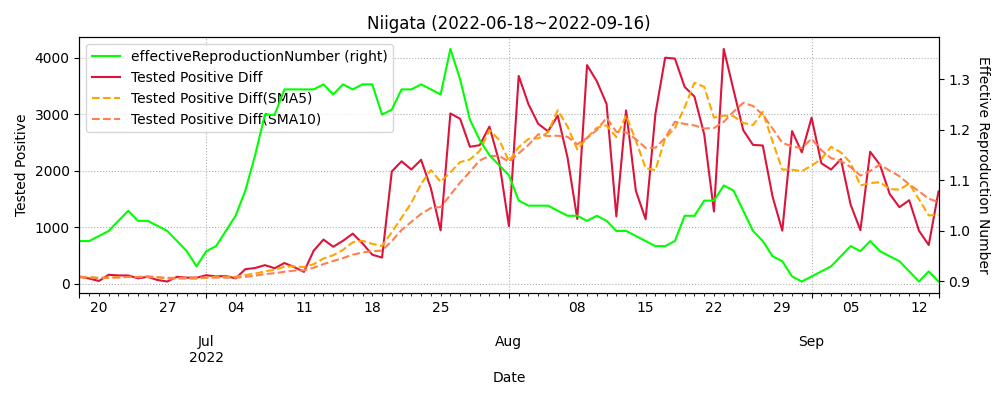 Niigata (2022-06-18~2022-09-16)
effectiveReproductionNumber (right)
Tested Positive Diff
Tested Positive Diff(SMA5)
Tested Positive Diff(SMA10)
Tested Positive
4000
3000
2000
1000
0
Effective Reproduction Number
1.3
1.2
1.1
1.0
0.9
20 27 04 11 18 25 08 15 22 29 05 12
Jul Aug Sep
2022
Date